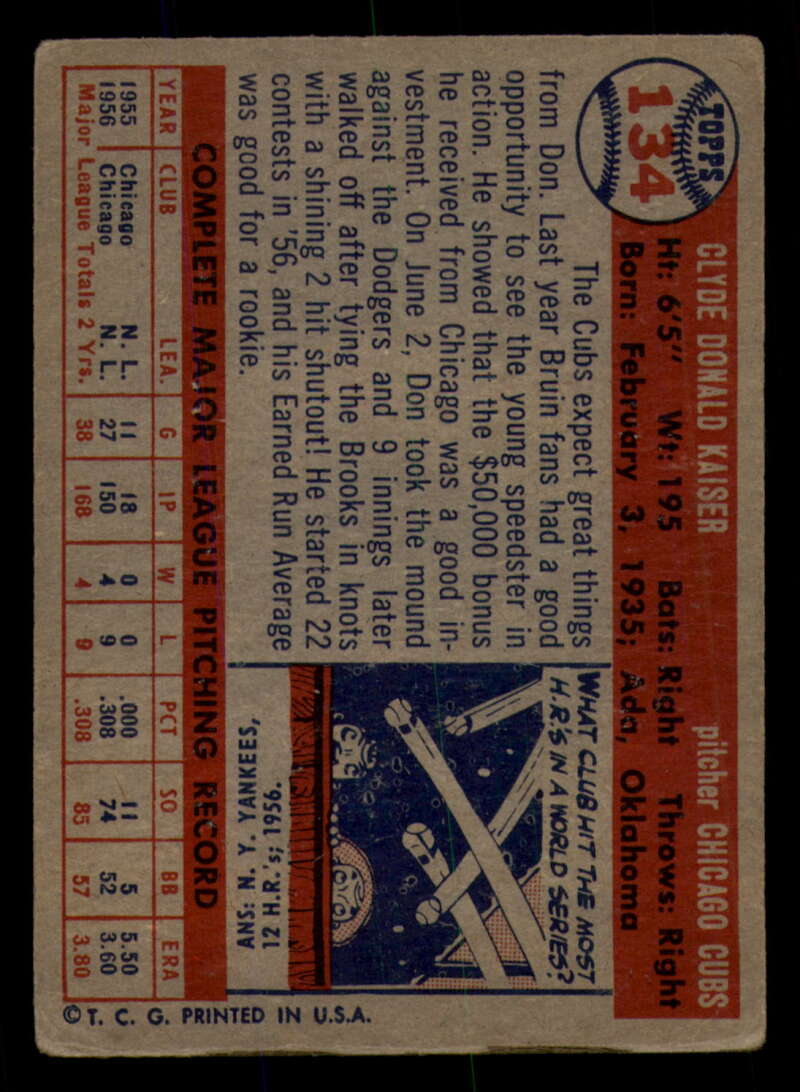 TOPPS
134
CLYDE DONALD KAISER pitcher CHICAGO CUBS
Ht: 6'5" Wt: 195 Bats: Right Throws: Right
Born: February 3, 1935; Ada, Oklahoma
The Cubs expect great things
from Don. Last year Bruin fans had a good
opportunity to see the young speedster in
action. He showed that the $50,000 bonus
he received from Chicago was a good in-
vestment. On June 2, Don took the mound
against the Dodgers and 9 innings later
walked off after tying the Brooks in knots
with a shining 2 hit shutout! He started 22
contests in '56, and his Earned Run Average
was good for a rookie.
WHAT CLUB HIT THE MOST
H.R.'S IN A WORLD SERIES?
ANS: N. Y. YANKEES,
12 H.R.'s; 1956.
COMPLETE MAJOR LEAGUE PITCHING RECORD
YEAR CLUB LEA. G IP W L PCT SO BB ERA
1955 Chicago N. L. 11 18 0 0 .000 11 5 5.50
1956 Chicago N. L. 27 150 4 9 .308 74 52 3.60
Major League Totals 2 Yrs. 38 168 4 9 .308 85 57 3.80
© T. C. G. PRINTED IN U.S.A.